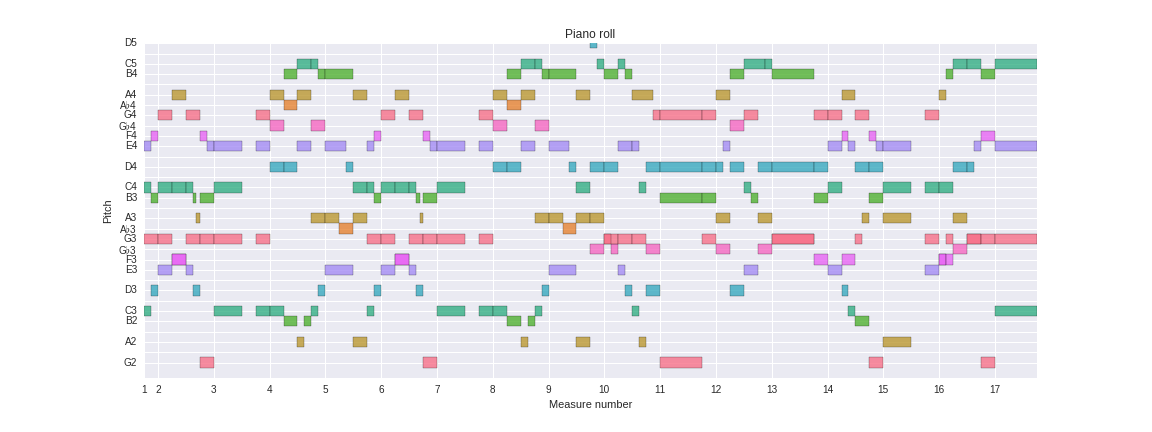 Piano roll
D5
C5
B4
A4
A♭4
G4
G♭4
F4
E4
D4
C4
B3
A3
A♭3
G3
G♭3
F3
E3
D3
C3
B2
A2
G2
Pitch
1 2 3 4 5 6 7 8 9 10 11 12 13 14 15 16 17
Measure number